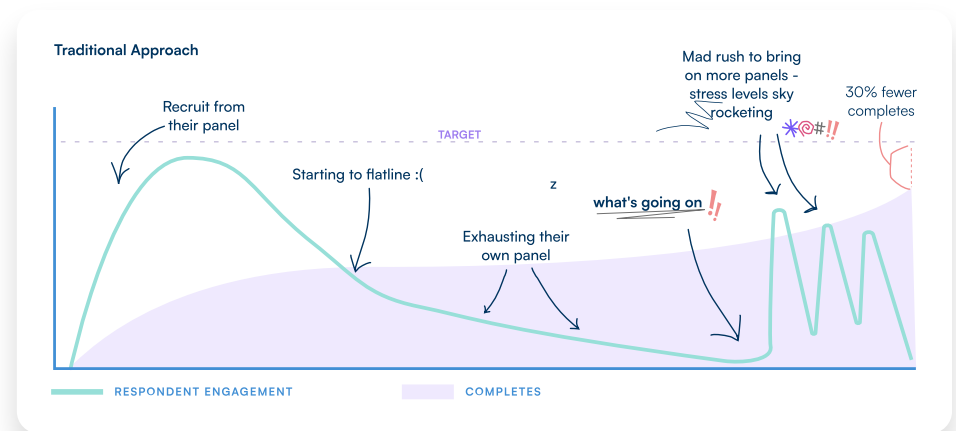 Traditional Approach
Mad rush to bring
on more panels -
stress levels sky
rocketing
*@#!!
30% fewer
completes
Recruit from
their panel
TARGET
Starting to flatline :(
z
what's going on !!
Exhausting their
own panel
RESPONDENT ENGAGEMENT
COMPLETES